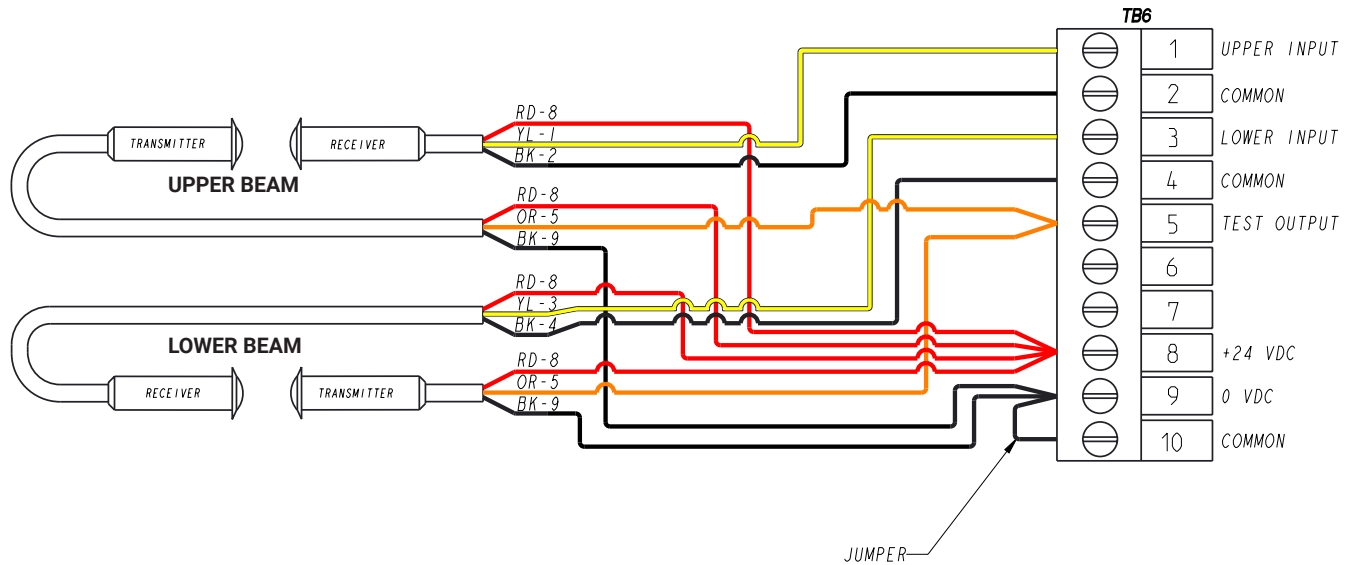 TB6
1 UPPER INPUT
2 COMMON
3 LOWER INPUT
4 COMMON
5 TEST OUTPUT
6
7
8 +24 VDC
9 0 VDC
10 COMMON
RD-8
YL-1
BK-2
TRANSMITTER
RECEIVER
UPPER BEAM
RD-8
OR-5
BK-9
RD-8
YL-3
BK-4
LOWER BEAM
RD-8
OR-5
BK-9
RECEIVER
TRANSMITTER
JUMPER